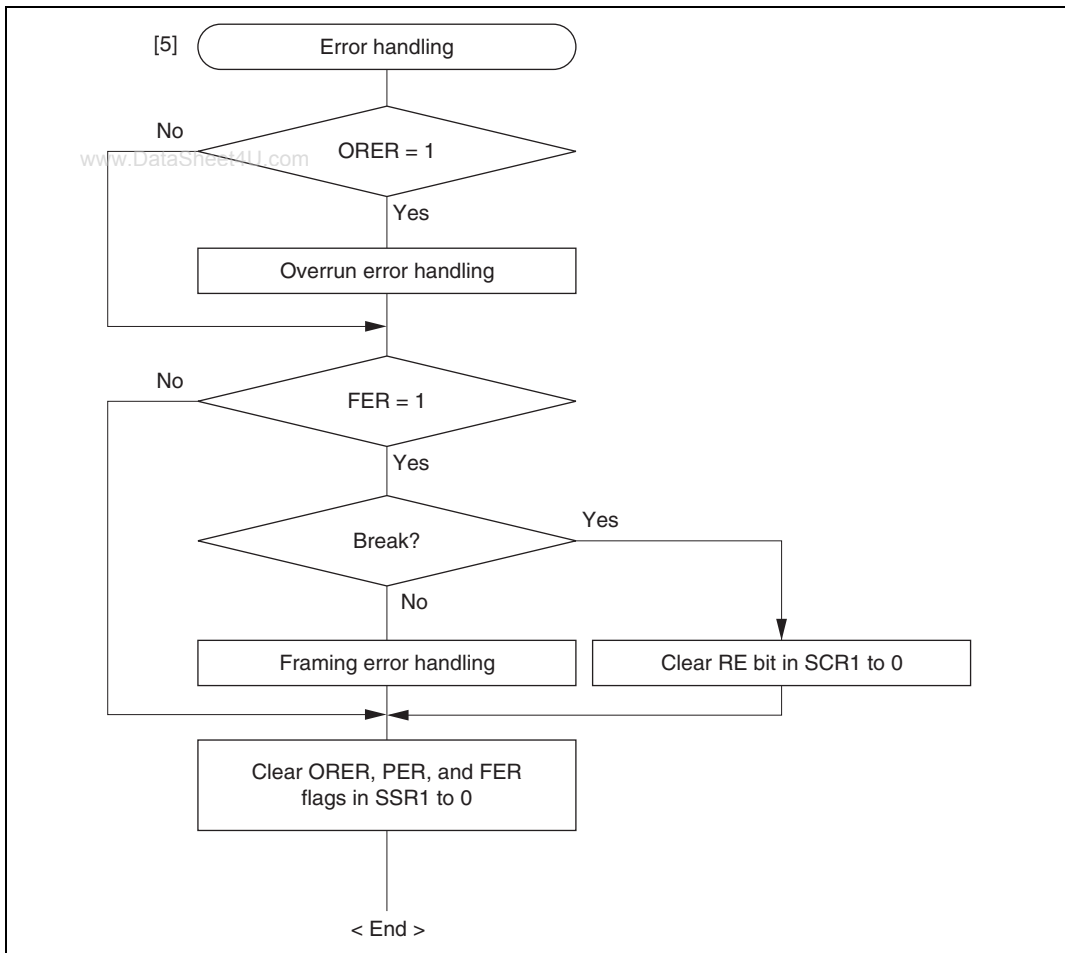 [5] Error handling
No
www.DataSheet4U.com
ORER = 1
Yes
Overrun error handling
No
FER = 1
Yes
Yes
Break?
No
Framing error handling
Clear RE bit in SCR1 to 0
Clear ORER, PER, and FER
flags in SSR1 to 0
< End >